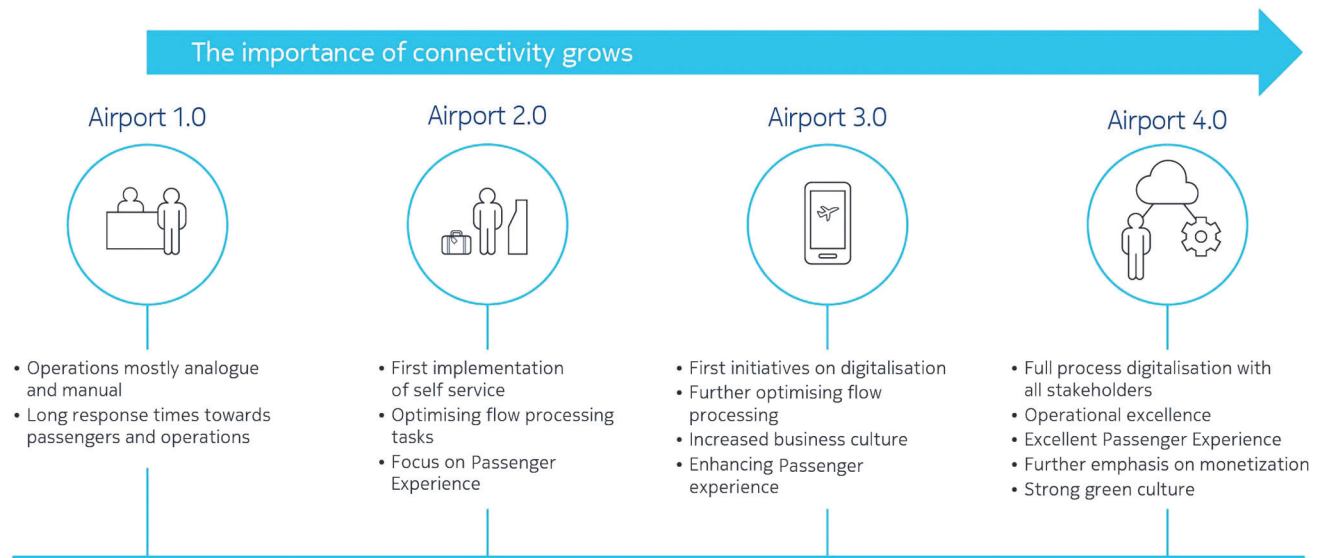 The importance of connectivity grows
Airport 1.0
• Operations mostly analogue
and manual
• Long response times towards
passengers and operations
Airport 2.0
• First implementation
of self service
• Optimising flow processing
tasks
• Focus on Passenger
Experience
Airport 3.0
• First initiatives on digitalisation
• Further optimising flow
processing
• Increased business culture
• Enhancing Passenger
experience
Airport 4.0
• Full process digitalisation with
all stakeholders
• Operational excellence
• Excellent Passenger Experience
• Further emphasis on monetization
• Strong green culture